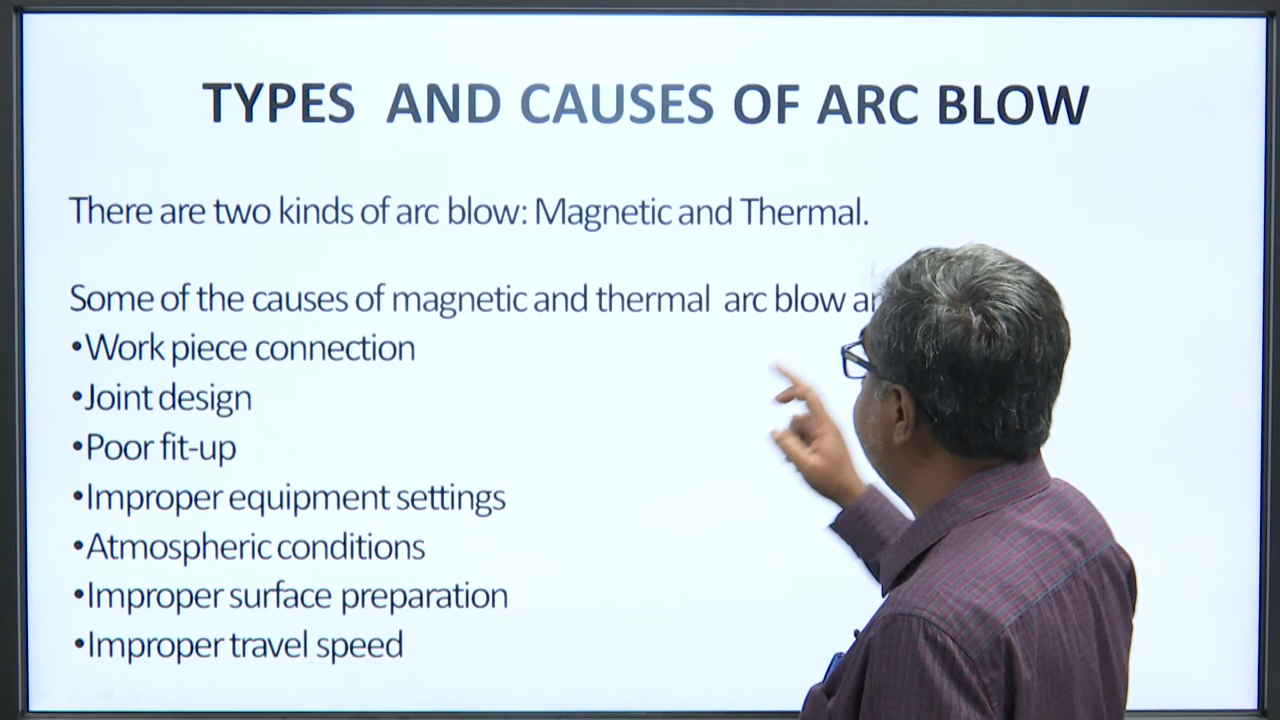 TYPES AND CAUSES OF ARC BLOW
There are two kinds of arc blow: Magnetic and Thermal.
Some of the causes of magnetic and thermal arc blow
•Work piece connection
•Joint design
•Poor fit-up
•Improper equipment settings
•Atmospheric conditions
•Improper surface preparation
•Improper travel speed